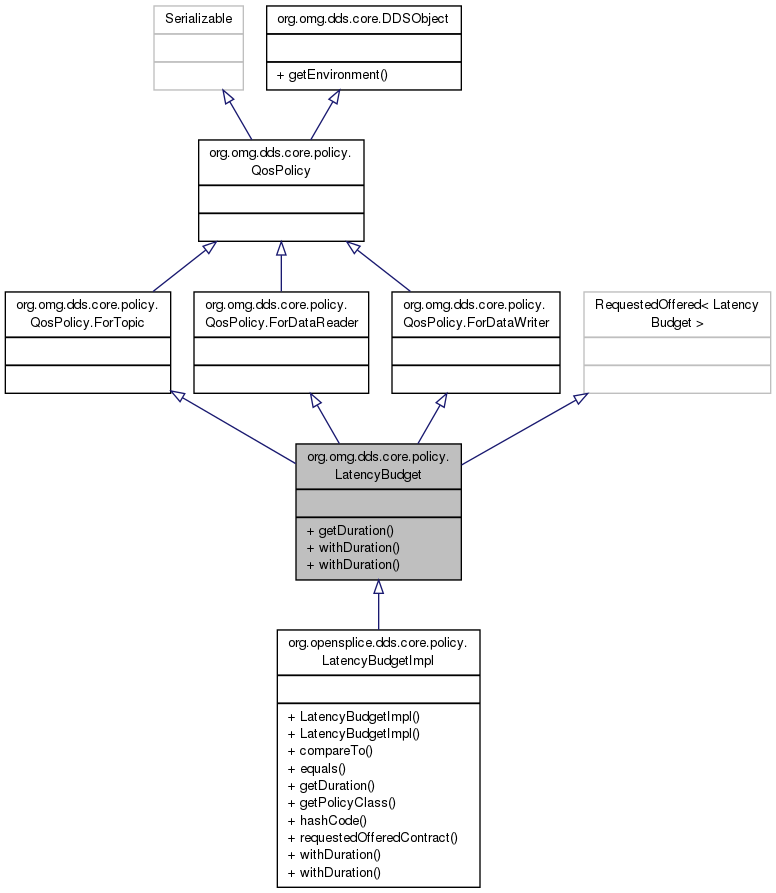 Serializable
org.omg.dds.core.DDSObject
+ getEnvironment()
org.omg.dds.core.policy.
QosPolicy
org.omg.dds.core.policy.
QosPolicy.ForTopic
org.omg.dds.core.policy.
QosPolicy.ForDataReader
org.omg.dds.core.policy.
QosPolicy.ForDataWriter
RequestedOffered< Latency
Budget >
org.omg.dds.core.policy.
LatencyBudget
+ getDuration()
+ withDuration()
+ withDuration()
org.opensplice.dds.core.policy.
LatencyBudgetImpl
+ LatencyBudgetImpl()
+ LatencyBudgetImpl()
+ compareTo()
+ equals()
+ getDuration()
+ getPolicyClass()
+ hashCode()
+ requestedOfferedContract()
+ withDuration()
+ withDuration()